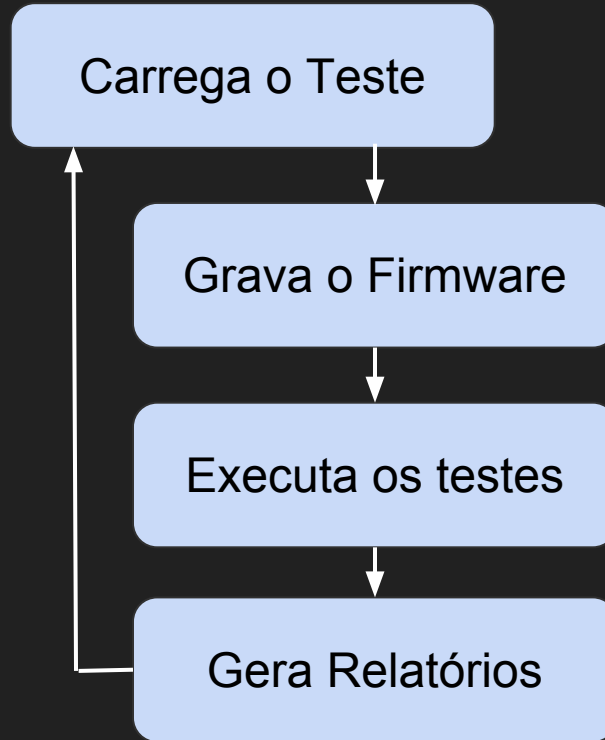 Carrega o Teste
Grava o Firmware
Executa os testes
Gera Relatórios